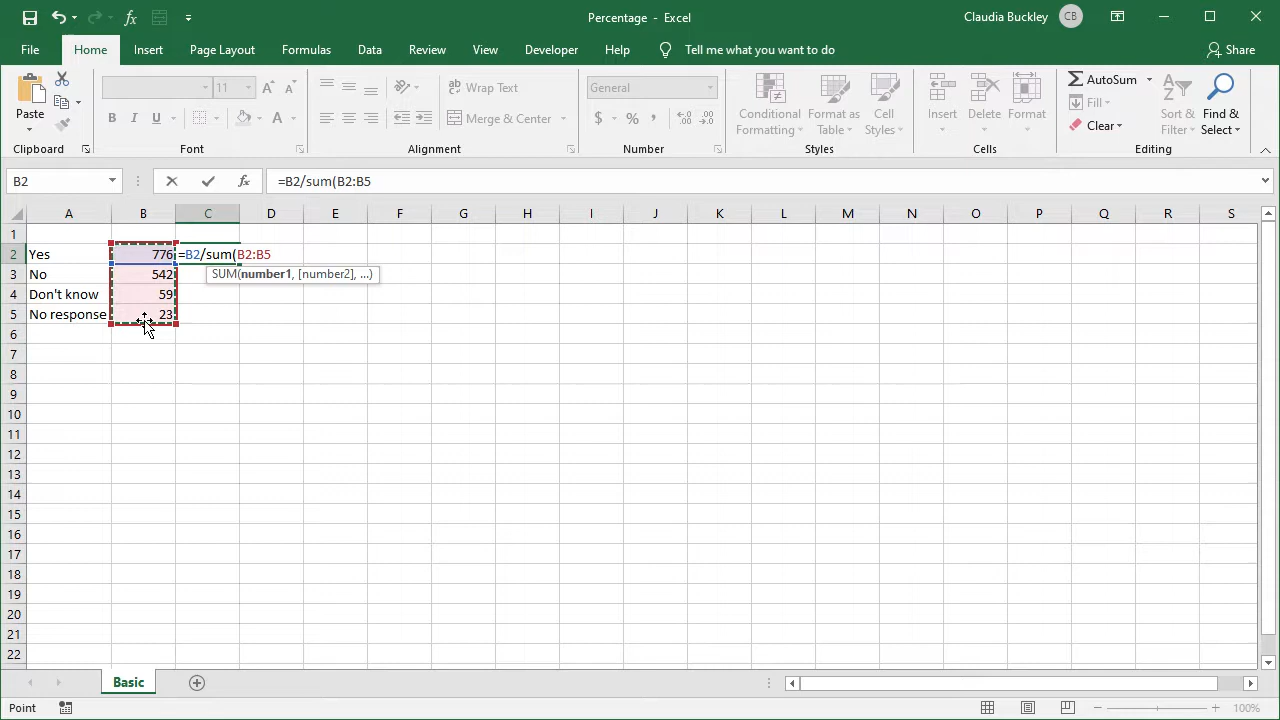 Percentage - Excel
Claudia Buckley CB
File Home Insert Page Layout Formulas Data Review View Developer Help Tell me what you want to do Share
Paste
11
B I U A
Wrap Text
Merge & Center
General
$ % ,
Conditional Formatting
Format as Table
Cell Styles
Insert Delete Format
AutoSum
Fill
Clear
Sort & Filter
Find & Select
Clipboard Font Alignment Number Styles Cells Editing
B2 fx =B2/sum(B2:B5
A B C D E F G H I J K L M N O P Q R S
1
2 Yes 776 =B2/sum(B2:B5
3 No 542 SUM(number1, [number2], ...)
4 Don't know 59
5 No response 23
6
7
8
9
10
11
12
13
14
15
16
17
18
19
20
21
22
Basic
Point 100%